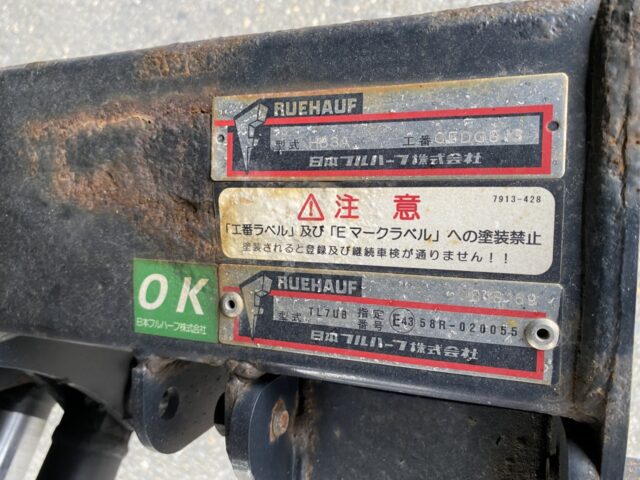 RUEHAUF
型式 工番
日本フルハーフ株式会社
7913-428
注意
「工番ラベル」及び「Eマークラベル」への塗装禁止
塗装されると登録及び継続車検が通りません!!
OK
日本フルハーフ株式会社
RUEHAUF
型式 TL7UB 指定番号 E43 58R-020055
日本フルハーフ株式会社